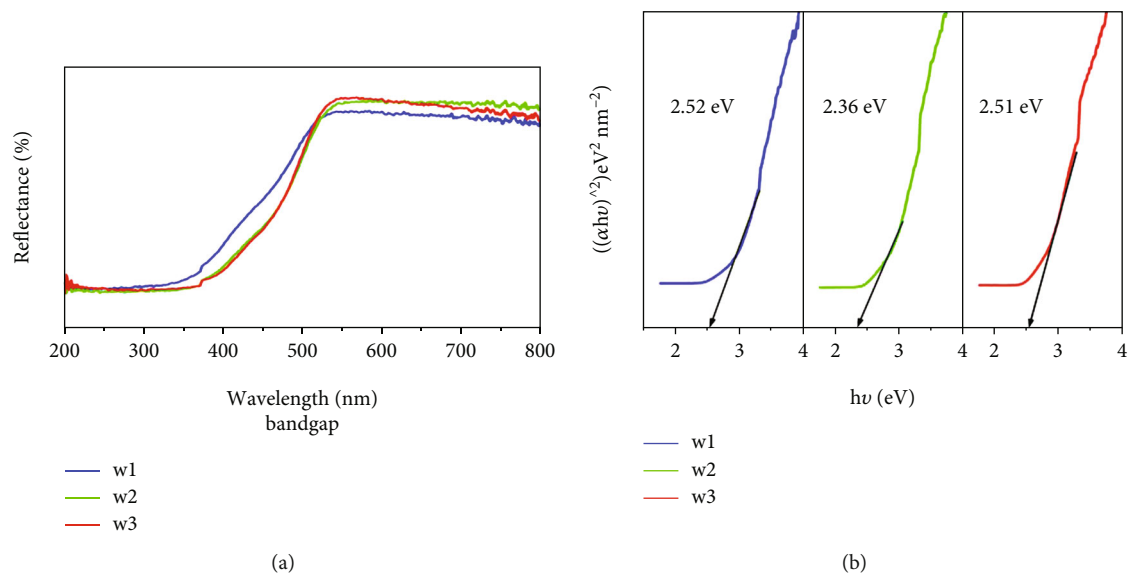 Reflectance (%)
200 300 400 500 600 700 800
Wavelength (nm)
bandgap
w1
w2
w3
(a)
((αhυ)^2)eV² nm⁻²)
2.52 eV
2.36 eV
2.51 eV
2 3 4 2 3 4 2 3 4
hυ (eV)
w1
w2
w3
(b)